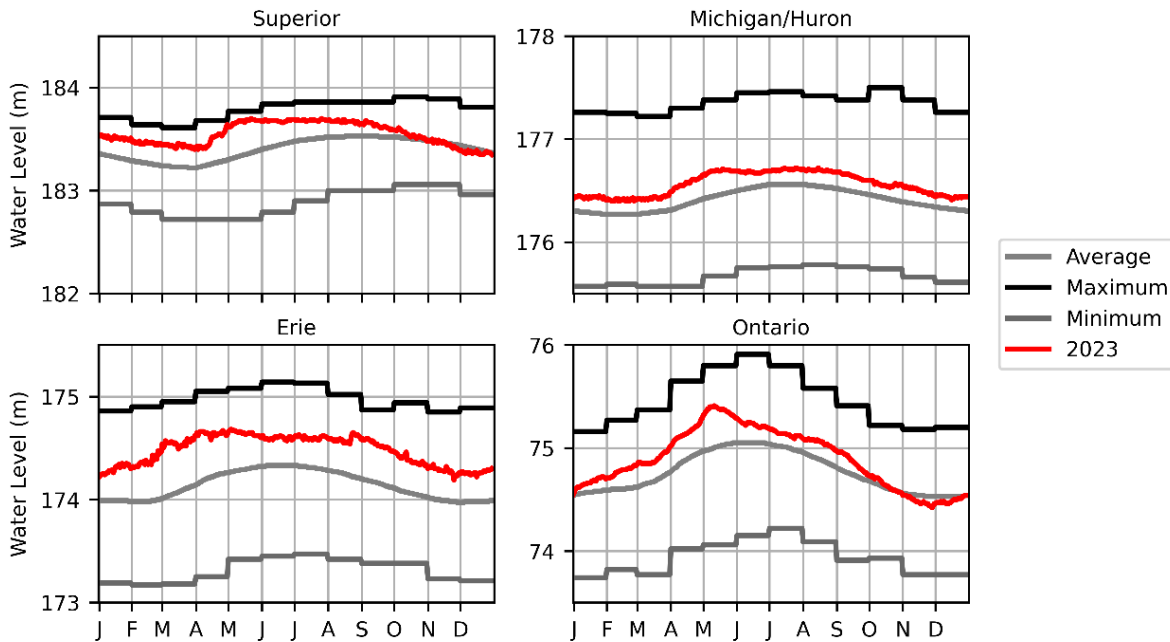 Superior
Michigan/Huron
Water Level (m)
184
183
182
178
177
176
Average
Maximum
Minimum
2023
Erie
Ontario
Water Level (m)
175
174
173
76
75
74
J F M A M J J A S O N D
J F M A M J J A S O N D